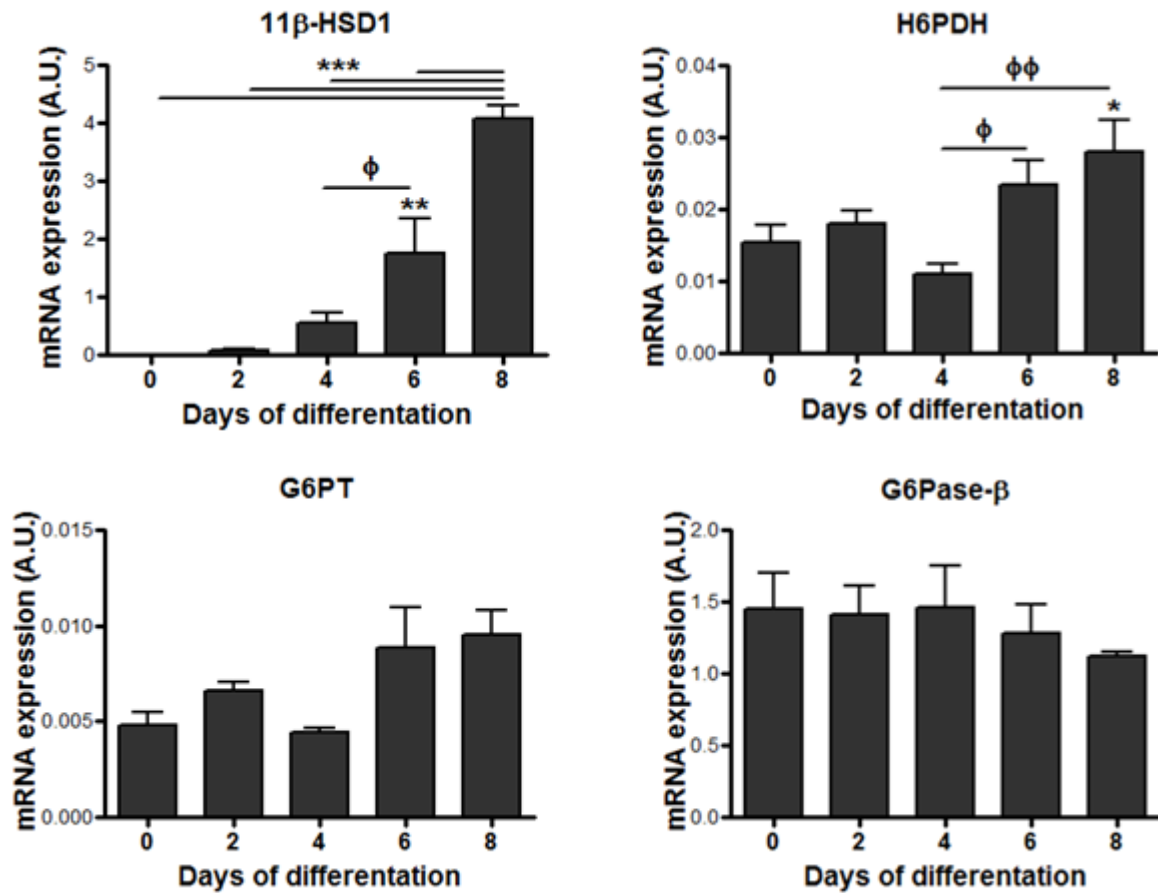 11β-HSD1
mRNA expression (A.U.)
5
4
3
2
1
0
***
ϕ
**
0 2 4 6 8
Days of differentation
H6PDH
mRNA expression (A.U.)
0.04
0.03
0.02
0.01
0.00
ϕϕ
*
ϕ
0 2 4 6 8
Days of differentation
G6PT
mRNA expression (A.U.)
0.015
0.010
0.005
0.000
0 2 4 6 8
Days of differentation
G6Pase-β
mRNA expression (A.U.)
2.0
1.5
1.0
0.5
0.0
0 2 4 6 8
Days of differentation